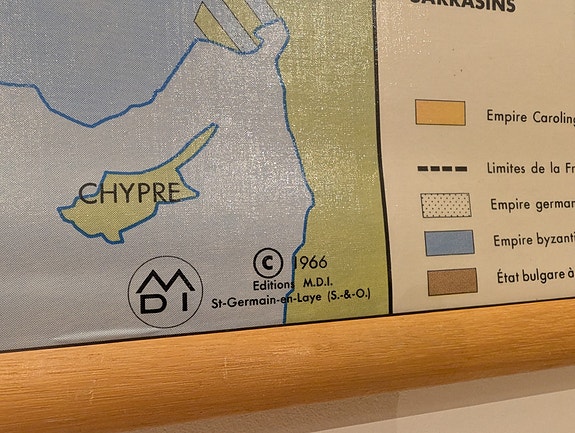 SARRASINS
CHYPRE
© 1966
Editions M.D.I.
St-Germain-en-Laye (S.-&-O.)
MDI
Empire Caroling
Limites de la Fr
Empire german
Empire byzanti
État bulgare à